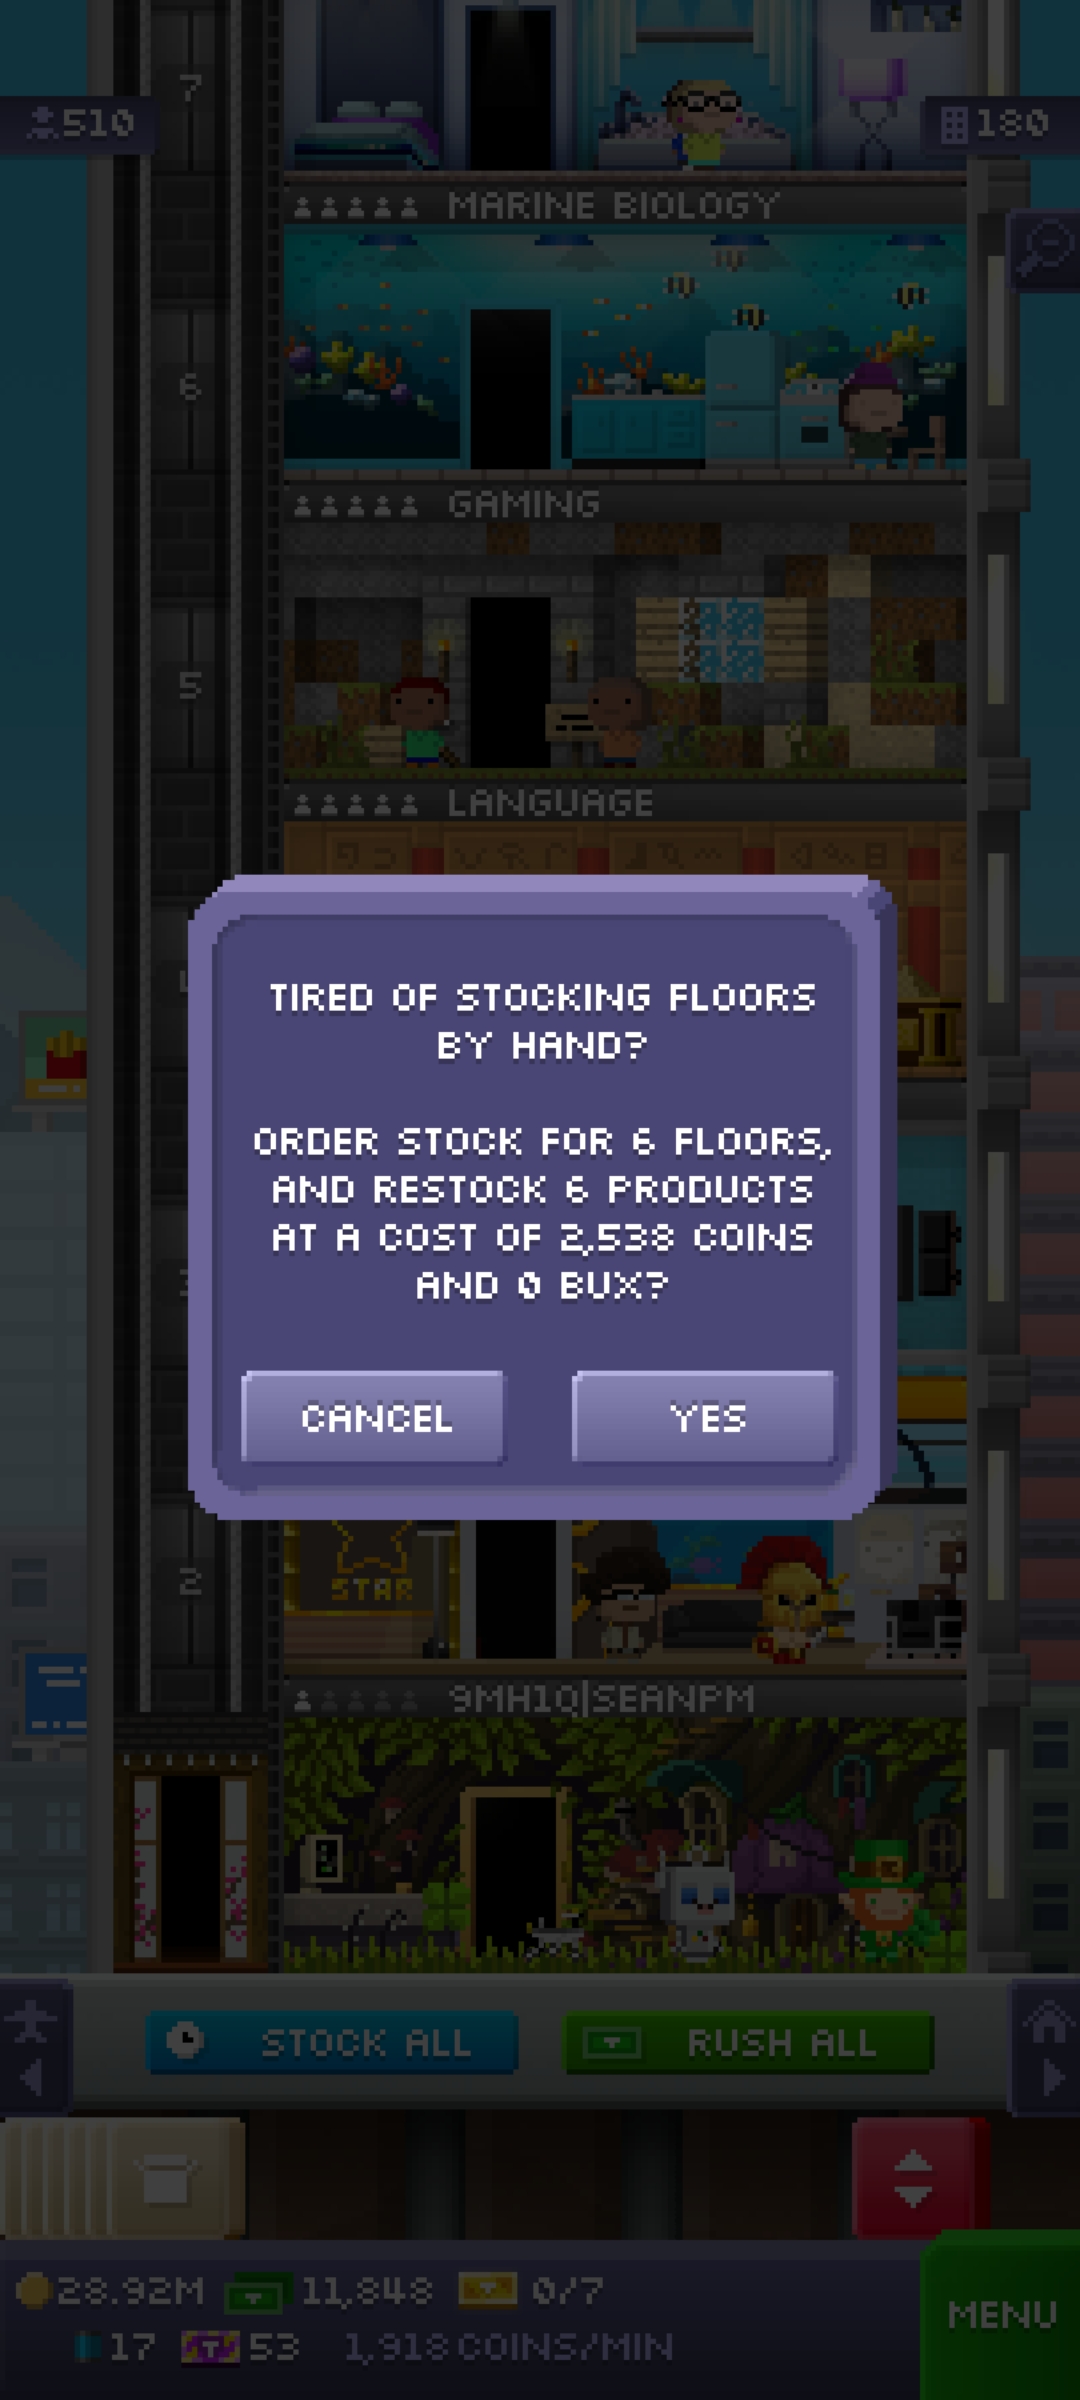 7
510
180
MARINE BIOLOGY
6
GAMING
5
LANGUAGE
TIRED OF STOCKING FLOORS
BY HAND?
ORDER STOCK FOR 6 FLOORS,
AND RESTOCK 6 PRODUCTS
AT A COST OF 2,538 COINS
AND 0 BUX?
CANCEL
YES
2
STAR
9MH1Q|SEANPM
STOCK ALL
RUSH ALL
28.92M
11,848
0/7
17
53
1,918 COINS/MIN
MENU